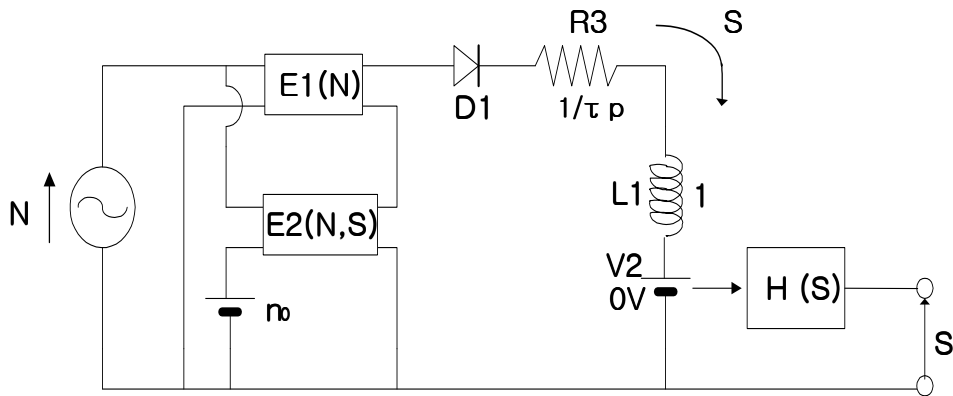 R3
S
E1(N)
D1
1/τ p
N
E2(N,S)
L1
1
V2
0V
H (S)
n₀
S